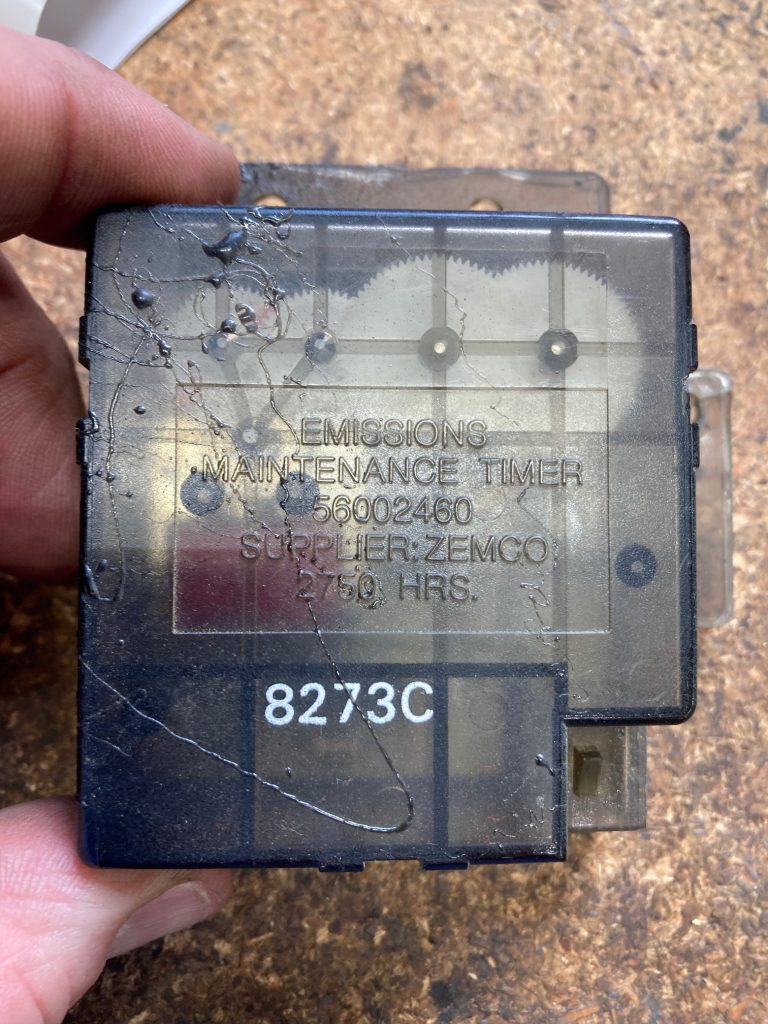 EMISSIONS
MAINTENANCE TIMER
56002460
SUPPLIER: ZEMCO
2750 HRS.
8273C